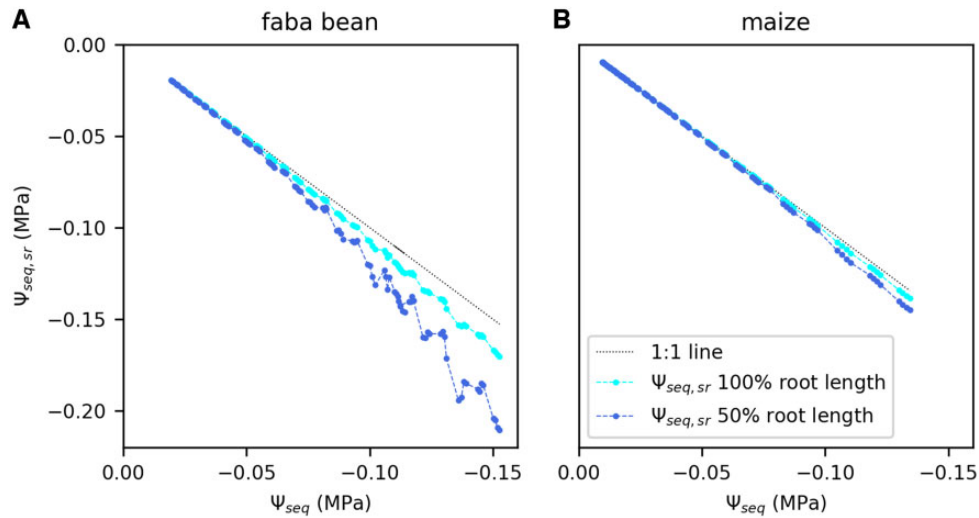 A
faba bean
B
maize
0.00
−0.05
−0.10
−0.15
−0.20
Ψseq,sr (MPa)
0.00
−0.05
−0.10
−0.15
Ψseq (MPa)
0.00
−0.05
−0.10
−0.15
Ψseq (MPa)
1:1 line
Ψseq,sr 100% root length
Ψseq,sr 50% root length